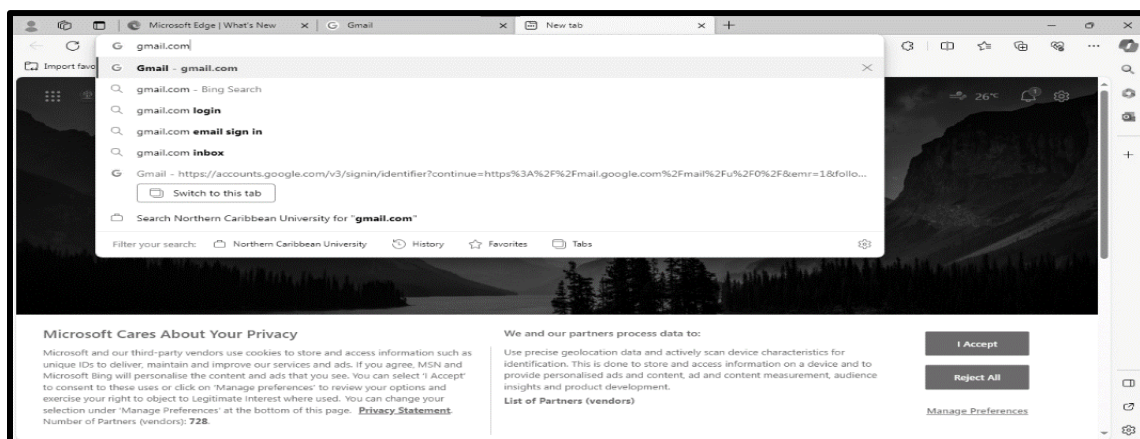 Microsoft Edge | What's New
Gmail
New tab
gmail.com
Import favo
Gmail - gmail.com
gmail.com - Bing Search
gmail.com login
gmail.com email sign in
gmail.com inbox
Gmail - https://accounts.google.com/v3/signin/identifier?continue=https%3A%2F%2Fmail.google.com%2Fmail%2Fu%2F0%2F&emr=1&follo...
Switch to this tab
Search Northern Caribbean University for "gmail.com"
Filter your search:
Northern Caribbean University
History
Favorites
Tabs
26°C
1
Microsoft Cares About Your Privacy
Microsoft and our third-party vendors use cookies to store and access information such as
unique IDs to deliver, maintain and improve our services and ads. If you agree, MSN and
Microsoft Bing will personalise the content and ads that you see. You can select 'I Accept'
to consent to these uses or click on 'Manage preferences' to review your options and
exercise your right to object to Legitimate Interest where used. You can change your
selection under 'Manage Preferences' at the bottom of this page. Privacy Statement.
Number of Partners (vendors): 728.
We and our partners process data to:
Use precise geolocation data and actively scan device characteristics for
identification. This is done to store and access information on a device and to
provide personalised ads and content, ad and content measurement, audience
insights and product development.
List of Partners (vendors)
I Accept
Reject All
Manage Preferences